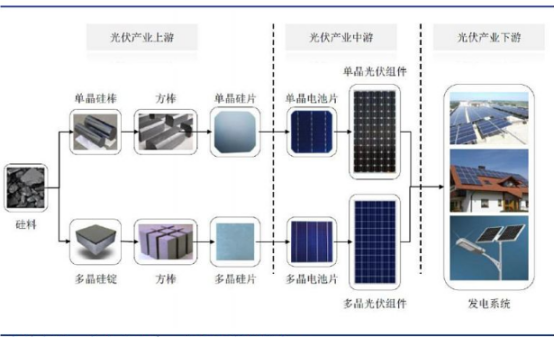 光伏产业上游
光伏产业中游
光伏产业下游
单晶硅棒
方棒
单晶硅片
单晶电池片
单晶光伏组件
硅料
多晶硅锭
方棒
多晶硅片
多晶电池片
多晶光伏组件
发电系统